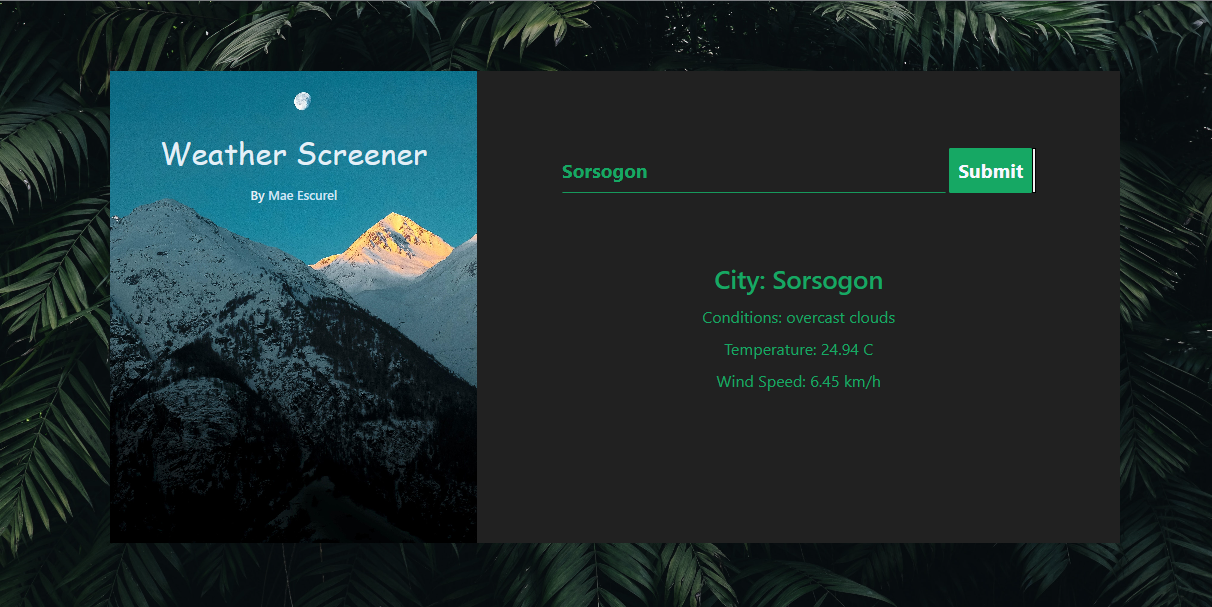 Weather Screener
By Mae Escurel
Sorsogon
Submit
City: Sorsogon
Conditions: overcast clouds
Temperature: 24.94 C
Wind Speed: 6.45 km/h